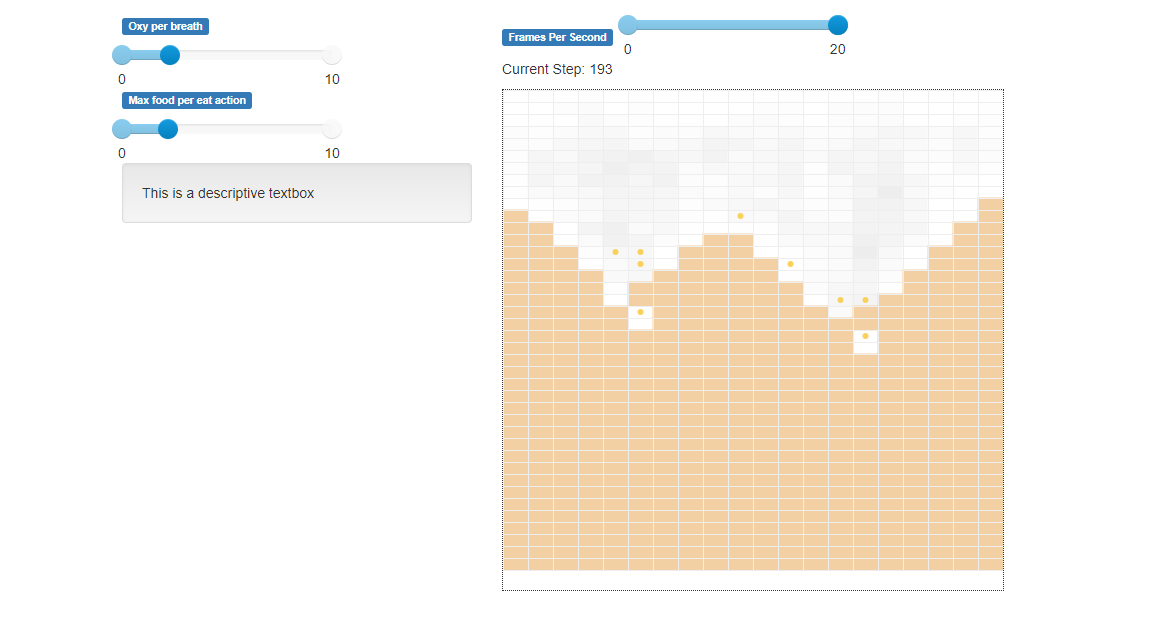 Oxy per breath
0 10
Max food per eat action
0 10
This is a descriptive textbox
Frames Per Second
0 20
Current Step: 193